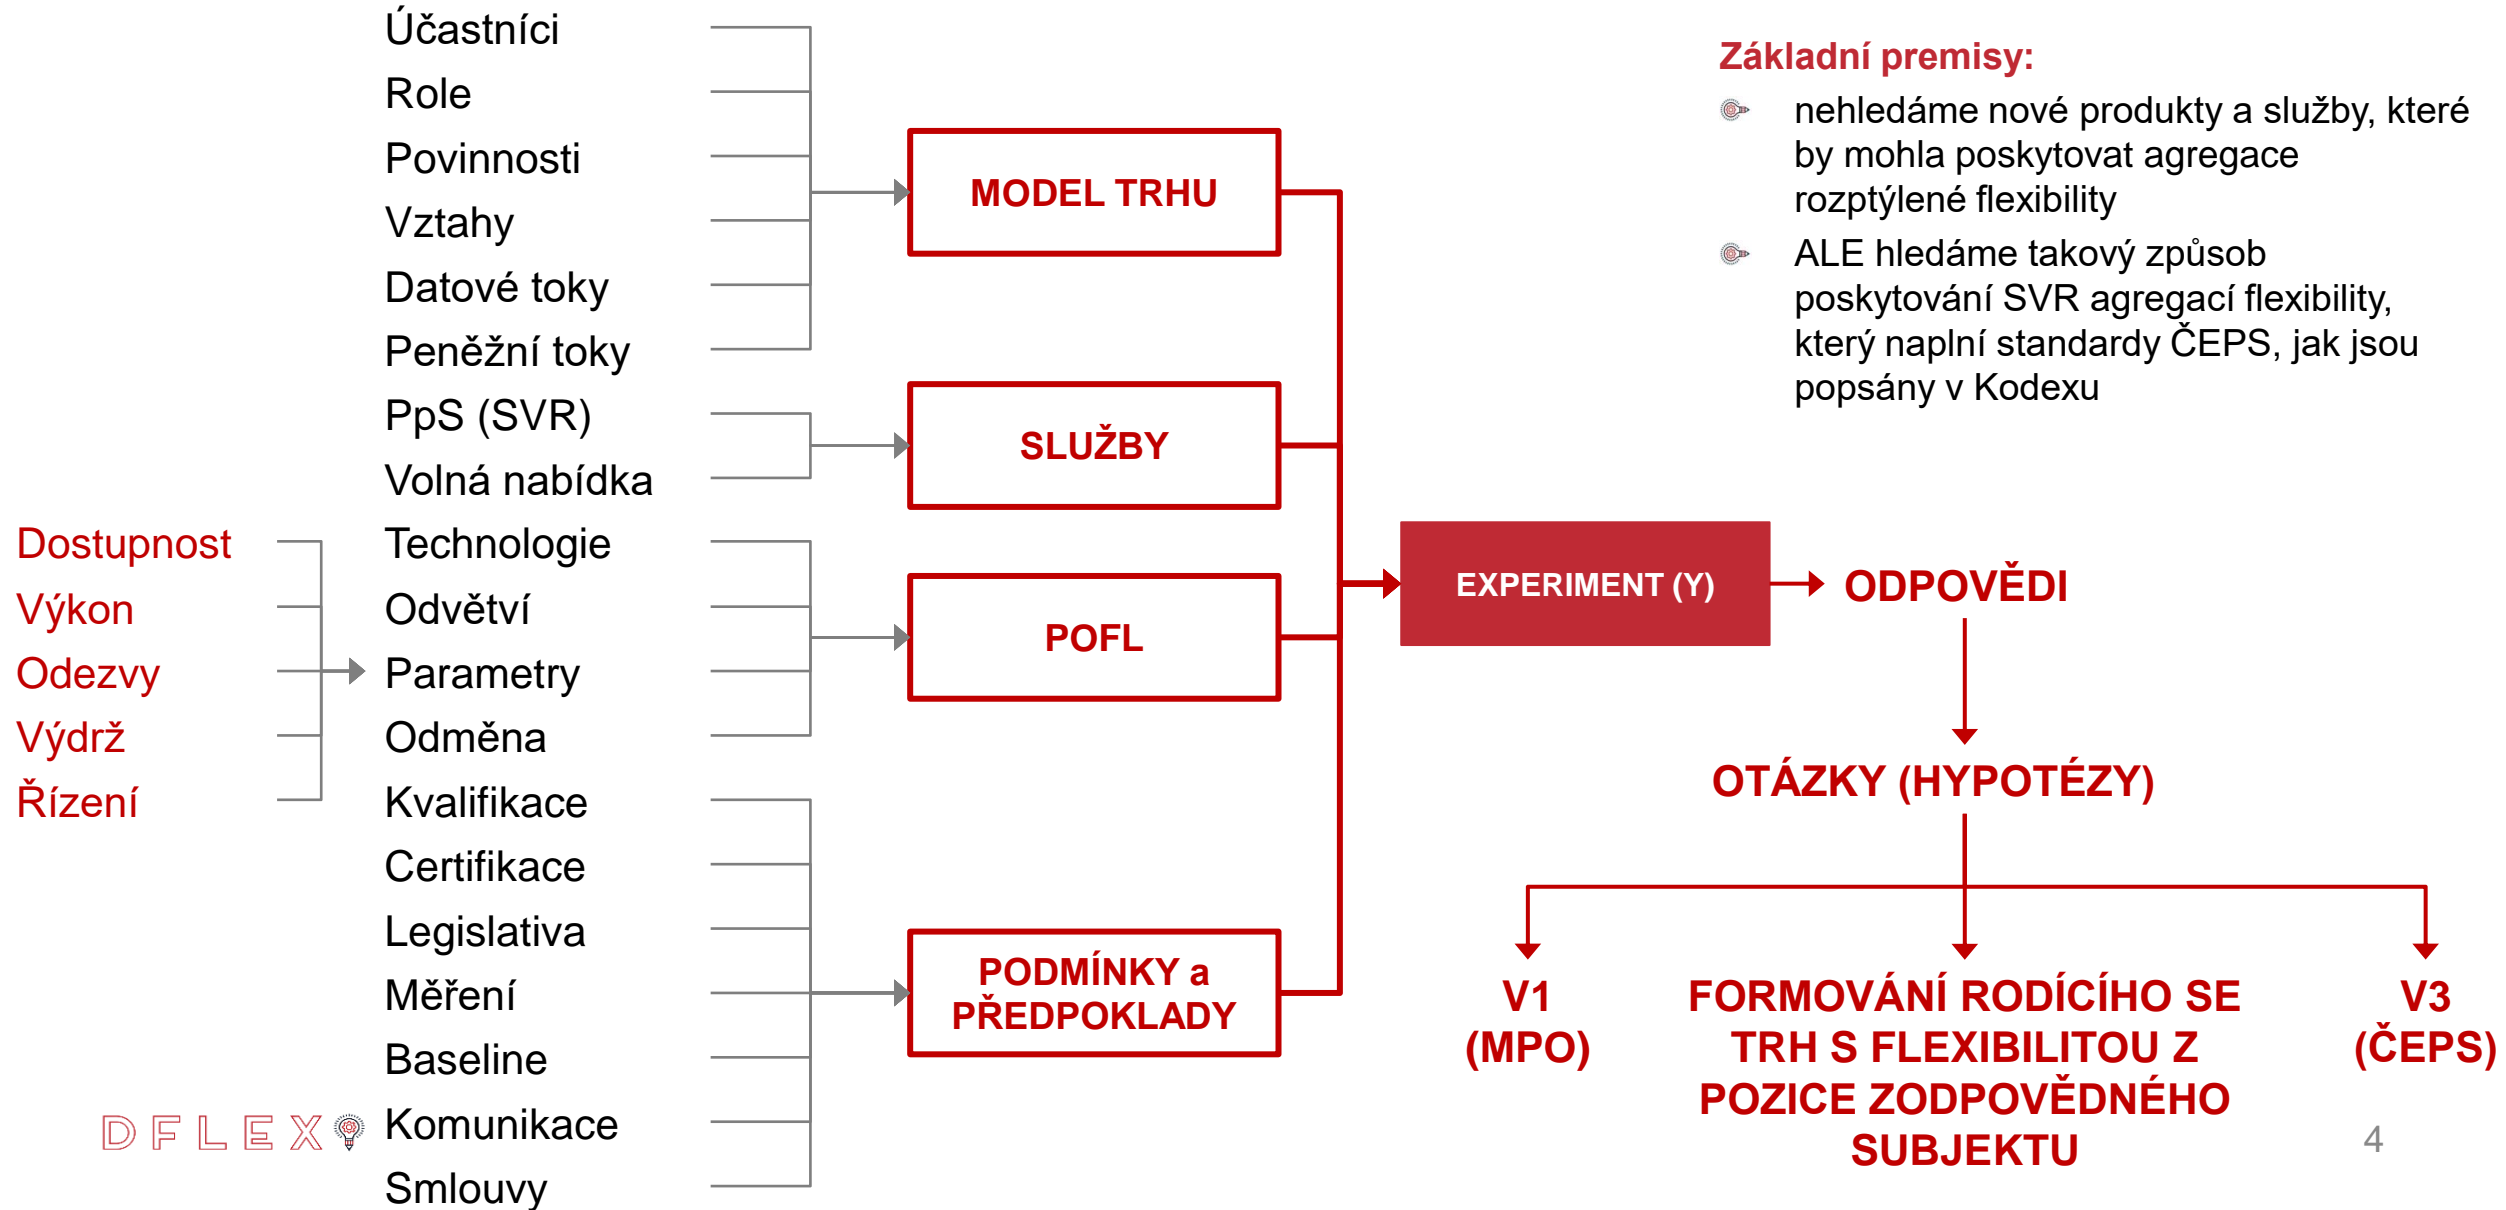 Účastníci
Role
Povinnosti
Vztahy
Datové toky
Peněžní toky
PpS (SVR)
Volná nabídka
Technologie
Odvětví
Parametry
Odměna
Kvalifikace
Certifikace
Legislativa
Měření
Baseline
Komunikace
Smlouvy
Dostupnost
Výkon
Odezvy
Výdrž
Řízení
MODEL TRHU
SLUŽBY
POFL
PODMÍNKY a
PŘEDPOKLADY
EXPERIMENT (Y)
Základní premisy:
nehledáme nové produkty a služby, které
by mohla poskytovat agregace
rozptýlené flexibility
ALE hledáme takový způsob
poskytování SVR agregací flexibility,
který naplní standardy ČEPS, jak jsou
popsány v Kodexu
ODPOVĚDI
OTÁZKY (HYPOTÉZY)
V1
(MPO)
FORMOVÁNÍ RODÍCÍHO SE
TRH S FLEXIBILITOU Z
POZICE ZODPOVĚDNÉHO
SUBJEKTU
V3
(ČEPS)
DFLEX
4